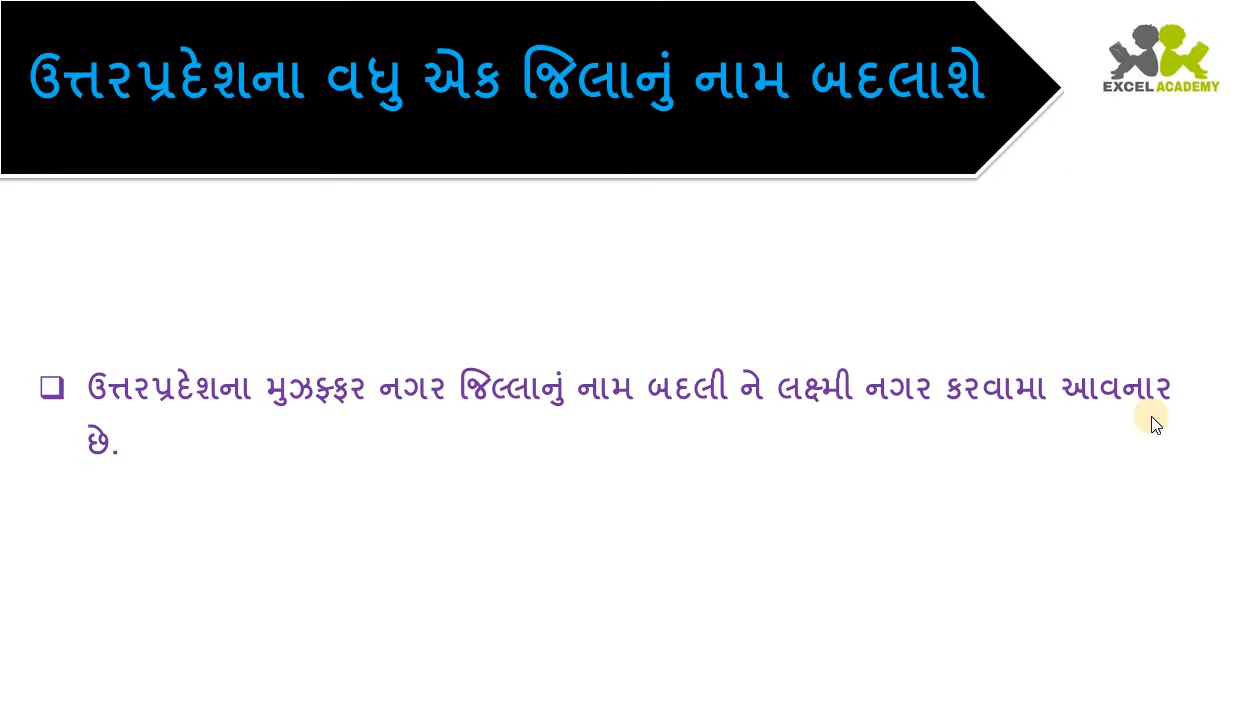 ઉત્તરપ્રદેશના વધુ એક જિલાનું નામ બદલાશે
EXCEL ACADEMY
ઉત્તરપ્રદેશના મુઝફ્ફર નગર જિલ્લાનું નામ બદલી ને લક્ષ્મી નગર કરવામા આવનાર
છે.